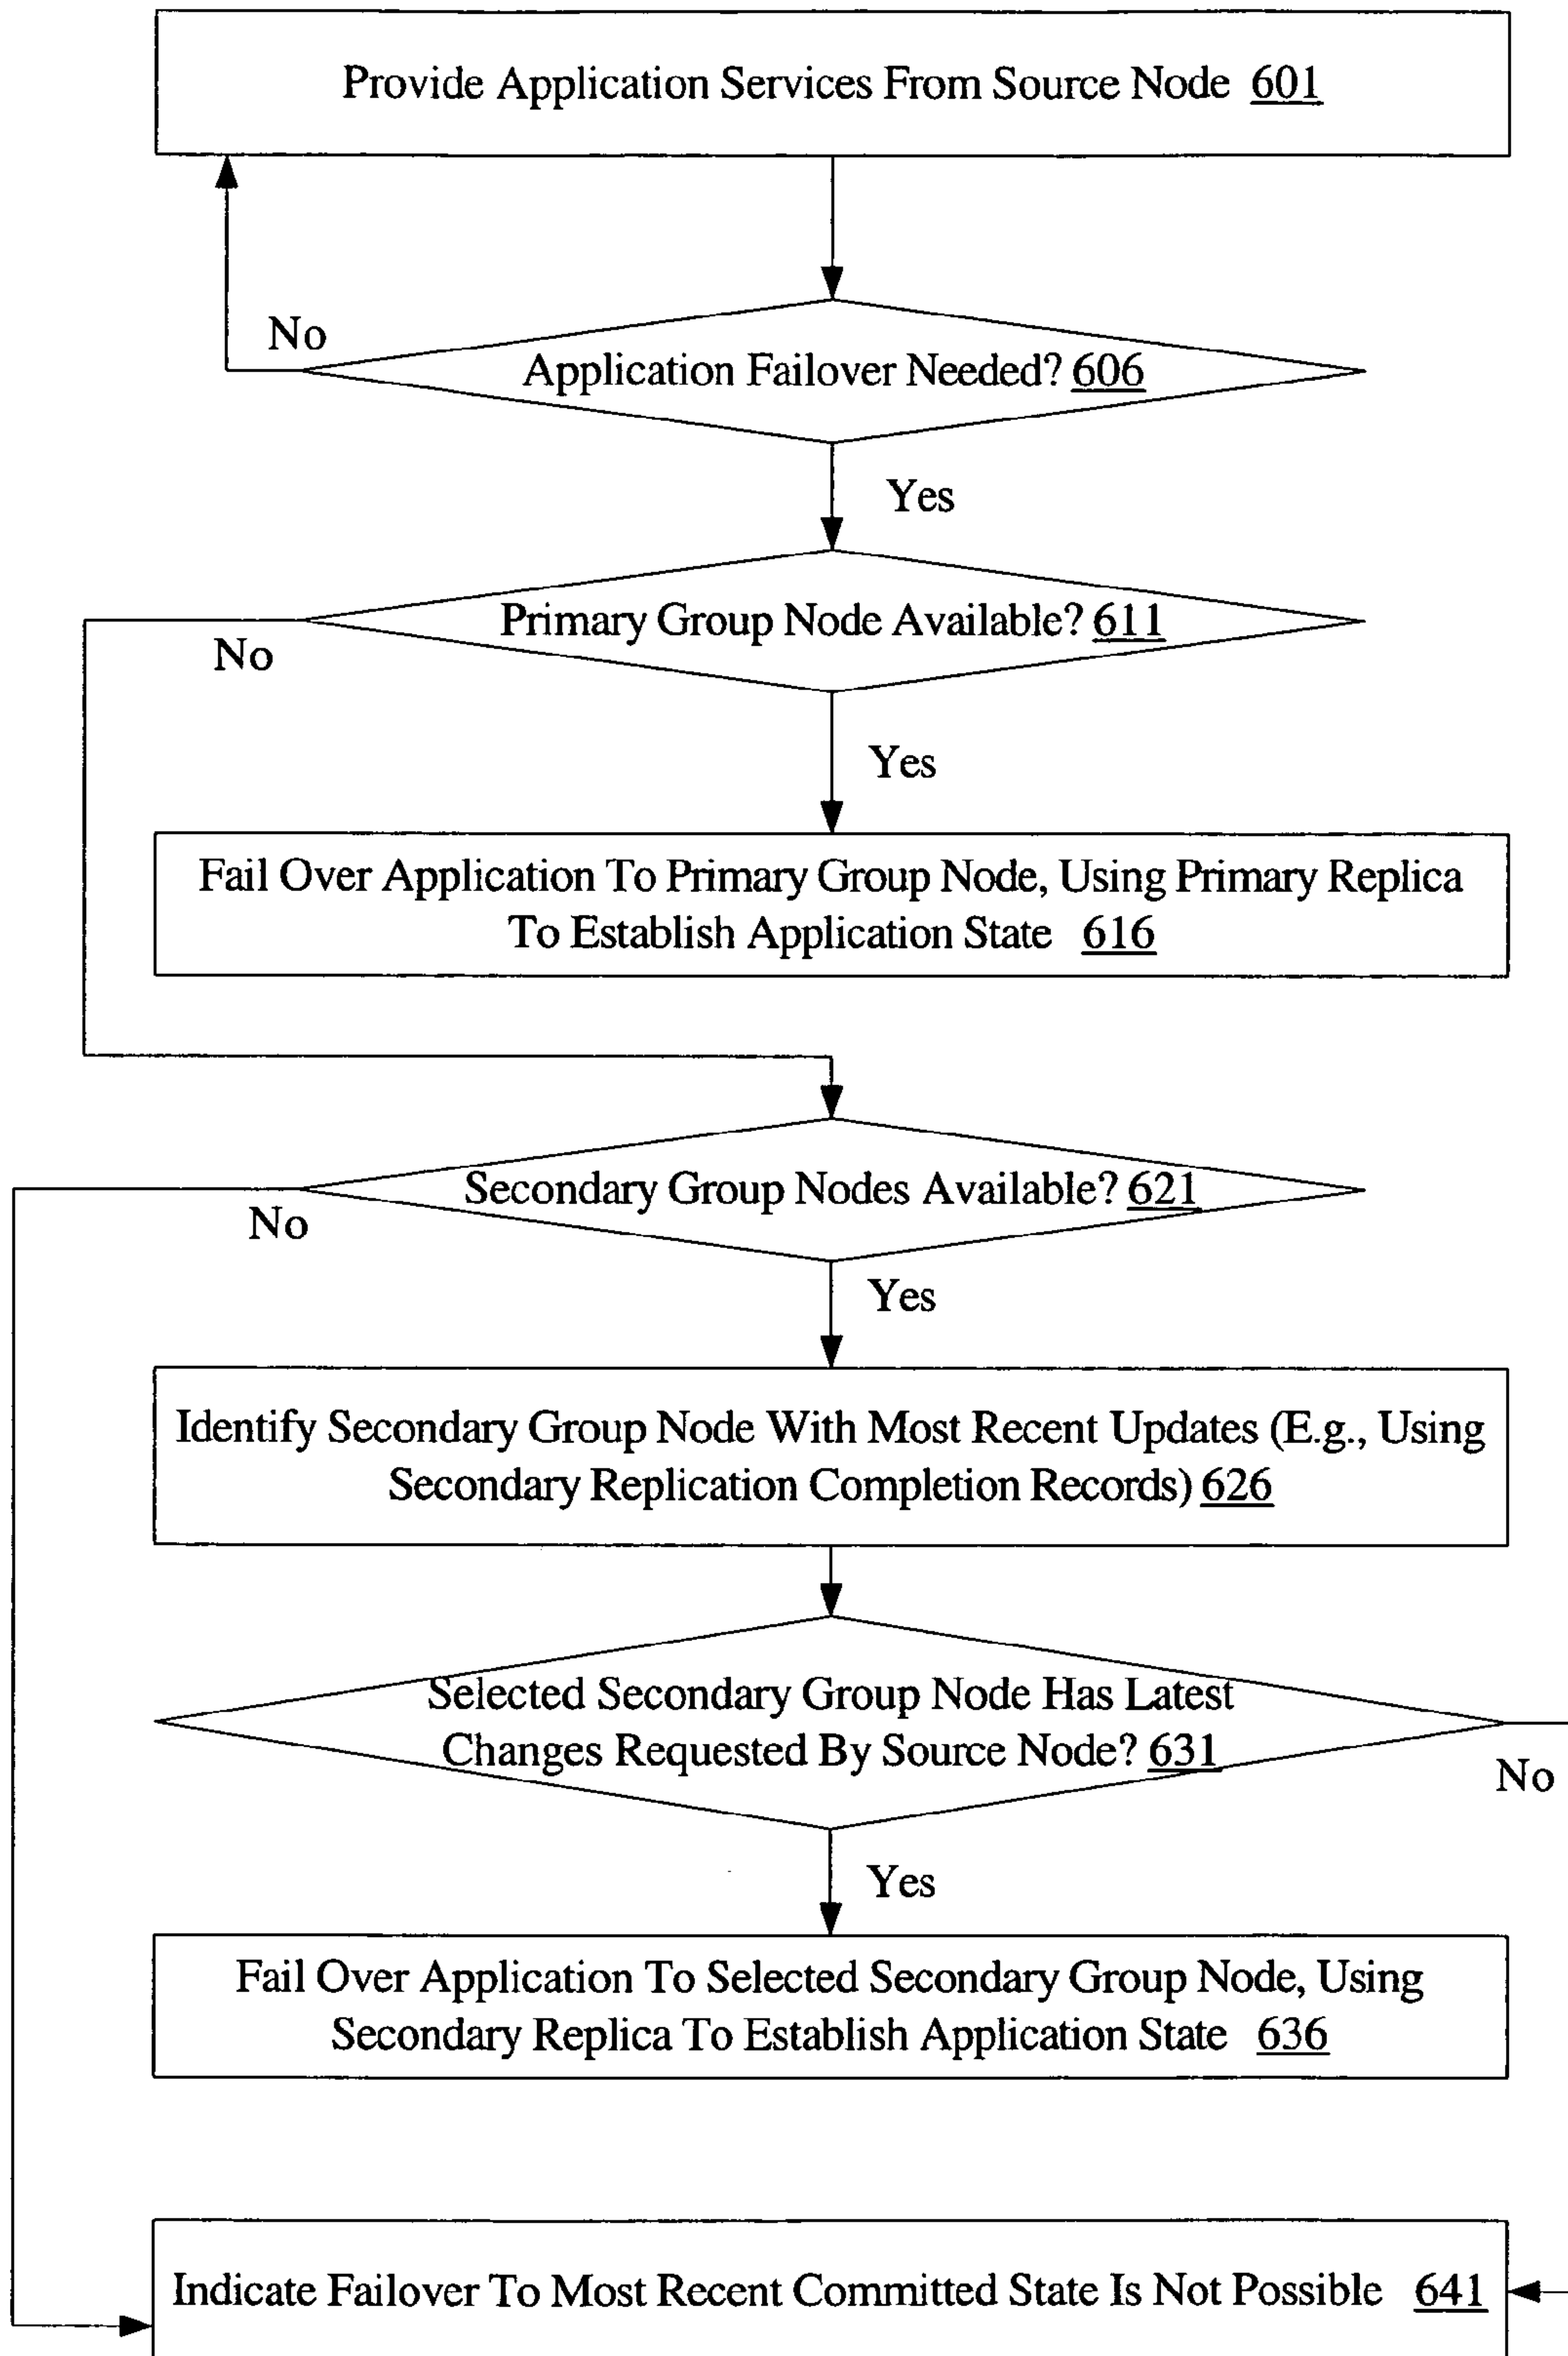 Provide Application Services From Source Node 601
No
Application Failover Needed? 606
Yes
Primary Group Node Available? 611
No
Yes
Fail Over Application To Primary Group Node, Using Primary Replica
To Establish Application State 616
Secondary Group Nodes Available? 621
No
Yes
Identify Secondary Group Node With Most Recent Updates (E.g., Using
Secondary Replication Completion Records) 626
Selected Secondary Group Node Has Latest
Changes Requested By Source Node? 631
No
Yes
Fail Over Application To Selected Secondary Group Node, Using
Secondary Replica To Establish Application State 636
Indicate Failover To Most Recent Committed State Is Not Possible 641